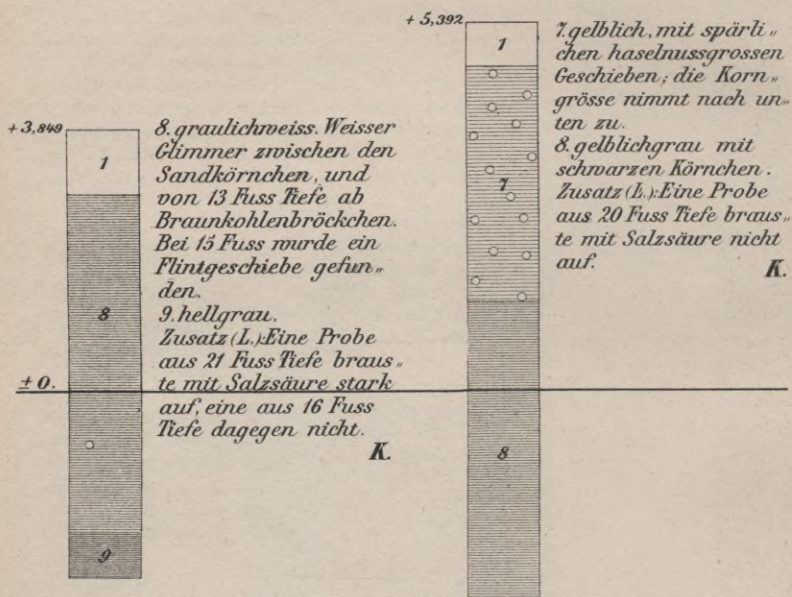 + 3,849
1
8
± 0.
9
8. graulichweiss. Weisser
Glimmer zwischen den
Sandkörnchen, und
von 13 Fuss Tiefe ab
Braunkohlenbröckchen.
Bei 15 Fuss wurde ein
Flintgeschiebe gefun„
den.
9. hellgrau.
Zusatz (L.): Eine Probe
aus 21 Fuss Tiefe braus„
te mit Salzsäure stark
auf, eine aus 16 Fuss
Tiefe dagegen nicht.
K.
+ 5,392
1
7
8
7. gelblich, mit spärli„
chen haselnussgrossen
Geschieben; die Korn„
grösse nimmt nach un„
ten zu.
8. gelblichgrau mit
schwarzen Körnchen.
Zusatz (L.): Eine Probe
aus 20 Fuss Tiefe braus„
te mit Salzsäure nicht
auf.
K.